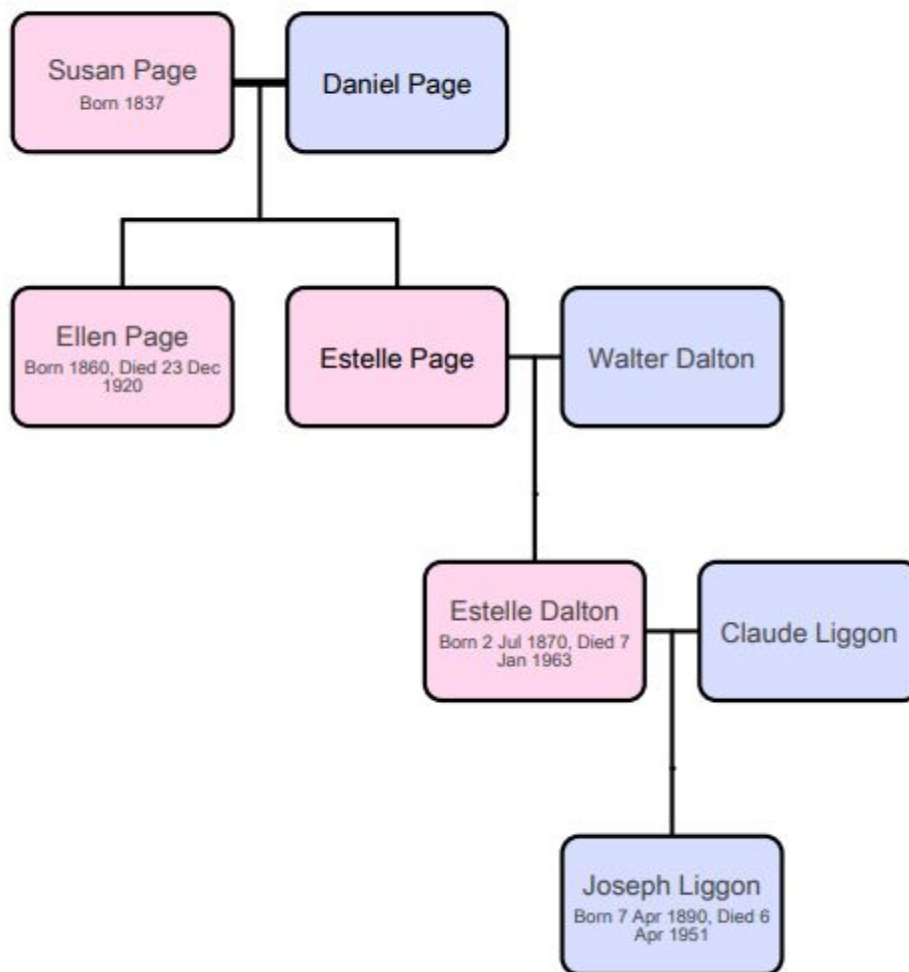 Susan Page
Born 1837
Daniel Page
Ellen Page
Born 1860, Died 23 Dec
1920
Estelle Page
Walter Dalton
Estelle Dalton
Born 2 Jul 1870, Died 7
Jan 1963
Claude Liggon
Joseph Liggon
Born 7 Apr 1890, Died 6
Apr 1951